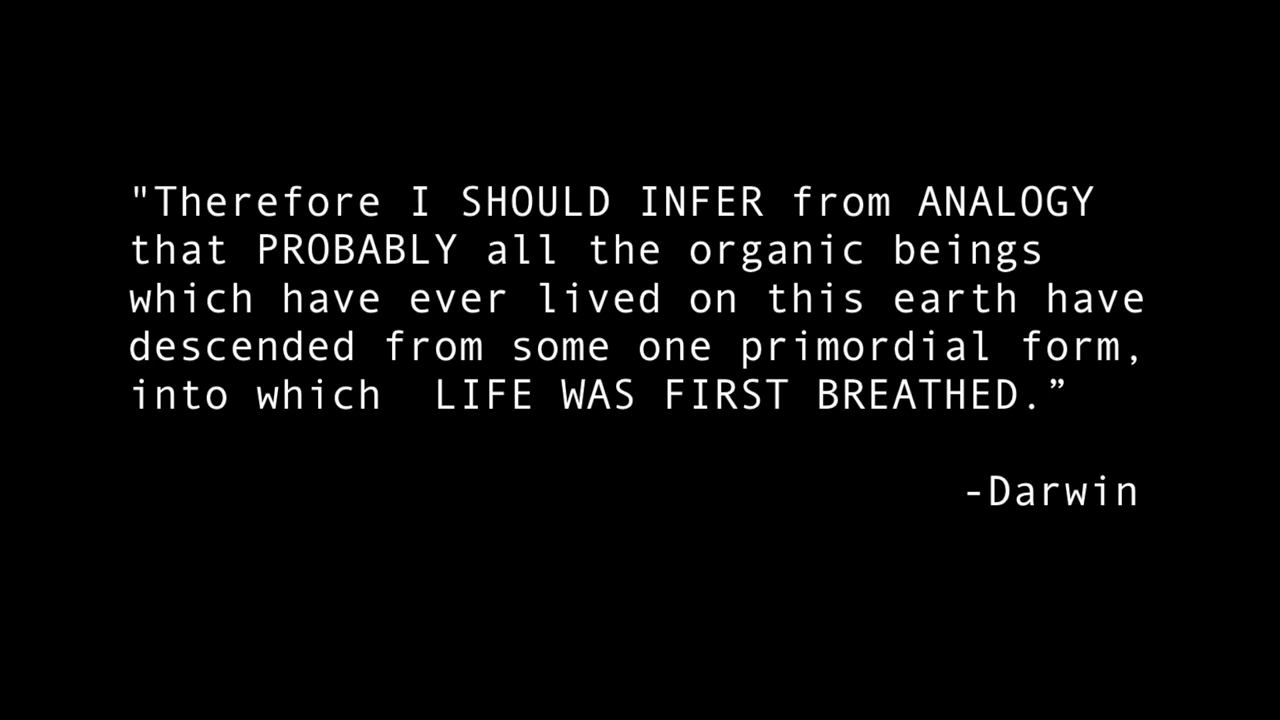 "Therefore I SHOULD INFER from ANALOGY
that PROBABLY all the organic beings
which have ever lived on this earth have
descended from some one primordial form,
into which  LIFE WAS FIRST BREATHED.”
-Darwin